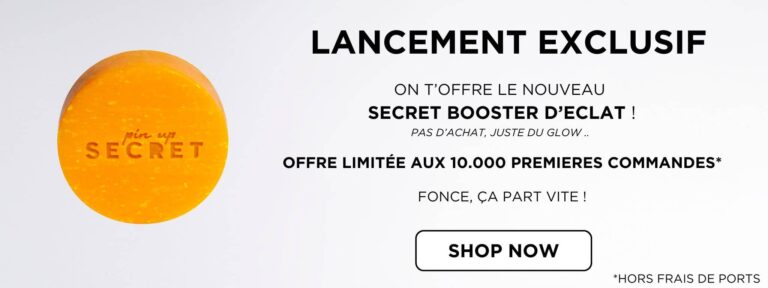 pin up
SECRET
LANCEMENT EXCLUSIF
ON T'OFFRE LE NOUVEAU
SECRET BOOSTER D'ECLAT !
PAS D'ACHAT, JUSTE DU GLOW ..
OFFRE LIMITÉE AUX 10.000 PREMIERES COMMANDES*
FONCE, ÇA PART VITE !
SHOP NOW
*HORS FRAIS DE PORTS